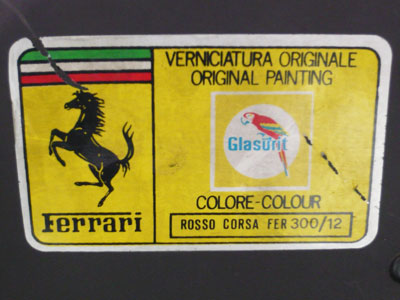 VERNICIATURA ORIGINALE
ORIGINAL PAINTING
Glasurit
COLORE-COLOUR
ROSSO CORSA FER 300/12
Ferrari